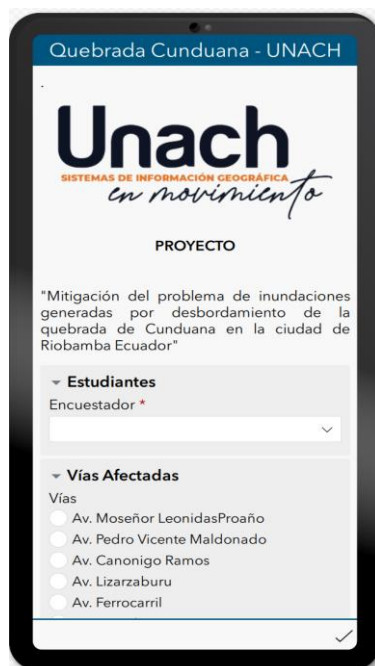 Quebrada Cunduana - UNACH
.
Unach
SISTEMAS DE INFORMACIÓN GEOGRÁFICA
en movimiento
PROYECTO
"Mitigación del problema de inundaciones
generadas por desbordamiento de la
quebrada de Cunduana en la ciudad de
Riobamba Ecuador"
Estudiantes
Encuestador *
Vías Afectadas
Vías
Av. Moseñor LeonidasProaño
Av. Pedro Vicente Maldonado
Av. Canonigo Ramos
Av. Lizarzaburu
Av. Ferrocarril